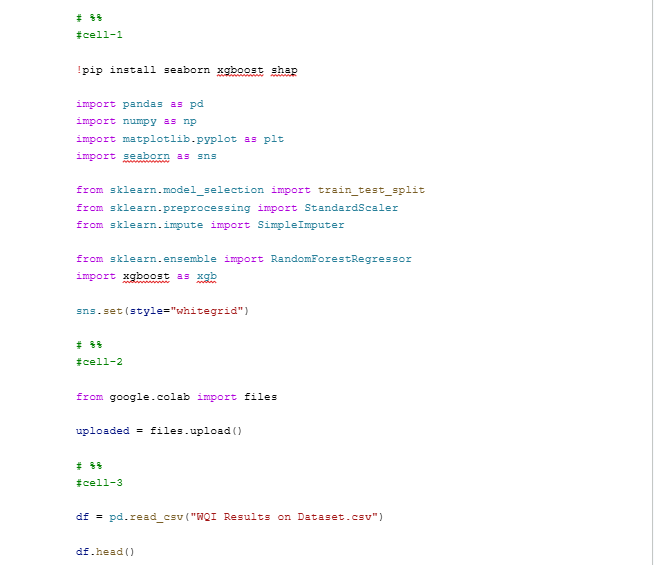 # %%
#cell-1
!pip install seaborn xgboost shap
import pandas as pd
import numpy as np
import matplotlib.pyplot as plt
import seaborn as sns
from sklearn.model_selection import train_test_split
from sklearn.preprocessing import StandardScaler
from sklearn.impute import SimpleImputer
from sklearn.ensemble import RandomForestRegressor
import xgboost as xgb
sns.set(style="whitegrid")
# %%
#cell-2
from google.colab import files
uploaded = files.upload()
# %%
#cell-3
df = pd.read_csv("WQI Results on Dataset.csv")
df.head()